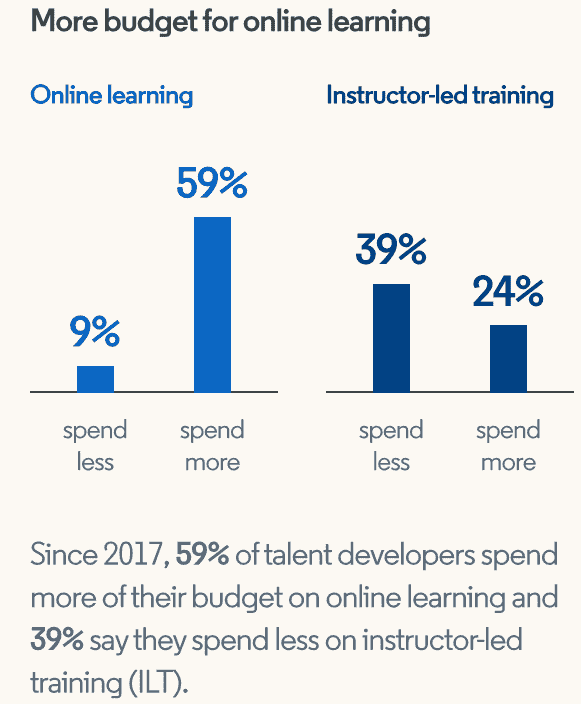 More budget for online learning
Online learning
Instructor-led training
9%
59%
39%
24%
spend
less
spend
more
spend
less
spend
more
Since 2017, 59% of talent developers spend
more of their budget on online learning and
39% say they spend less on instructor-led
training (ILT).